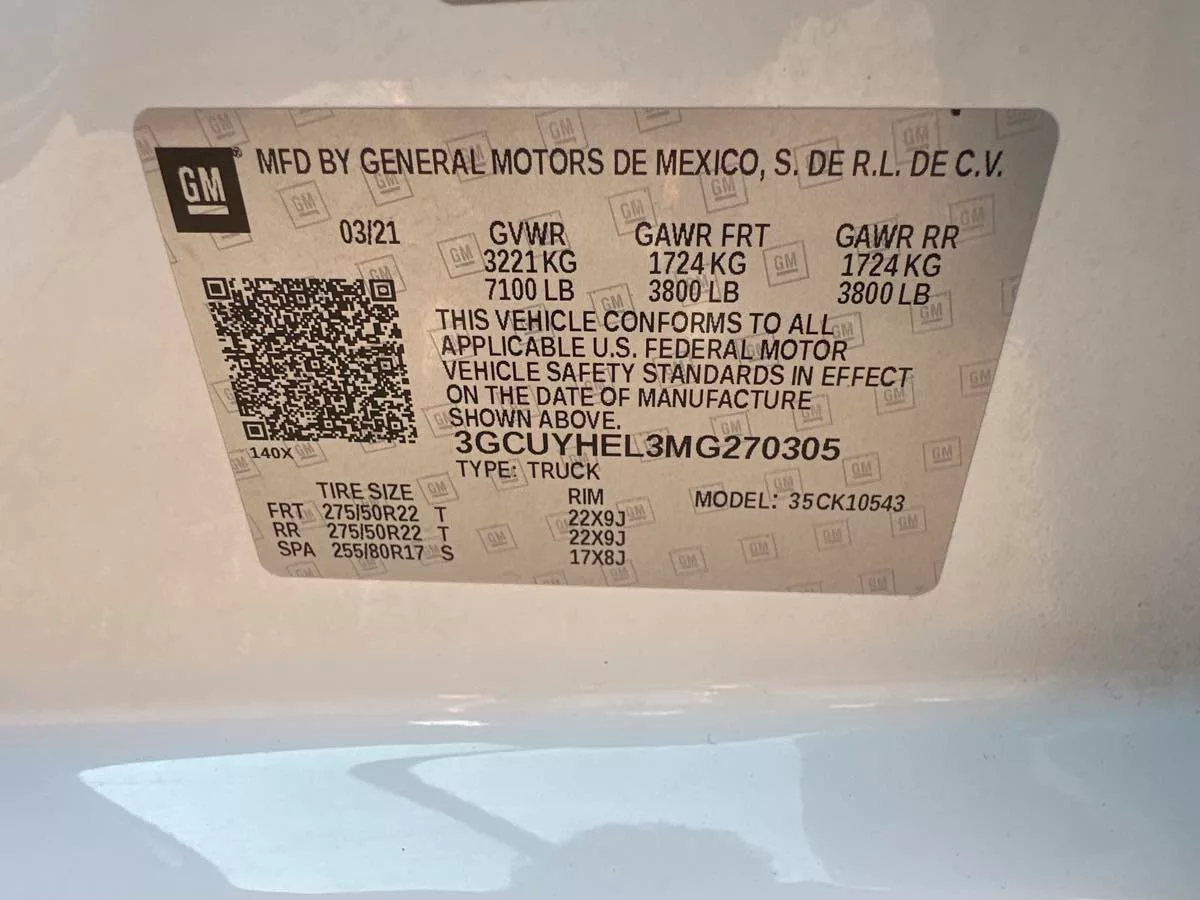 GM MFD BY GENERAL MOTORS DE MEXICO, S. DE R.L. DE C.V.
03/21 GVWR GAWR FRT GAWR RR
3221 KG 1724 KG 1724 KG
7100 LB 3800 LB 3800 LB
THIS VEHICLE CONFORMS TO ALL
APPLICABLE U.S. FEDERAL MOTOR
VEHICLE SAFETY STANDARDS IN EFFECT
ON THE DATE OF MANUFACTURE
SHOWN ABOVE.
140X 3GCUYHEL3MG270305
TYPE: TRUCK
TIRE SIZE RIM MODEL: 35CK10543
FRT 275/50R22 T 22X9J
RR 275/50R22 T 22X9J
SPA 255/80R17 S 17X8J